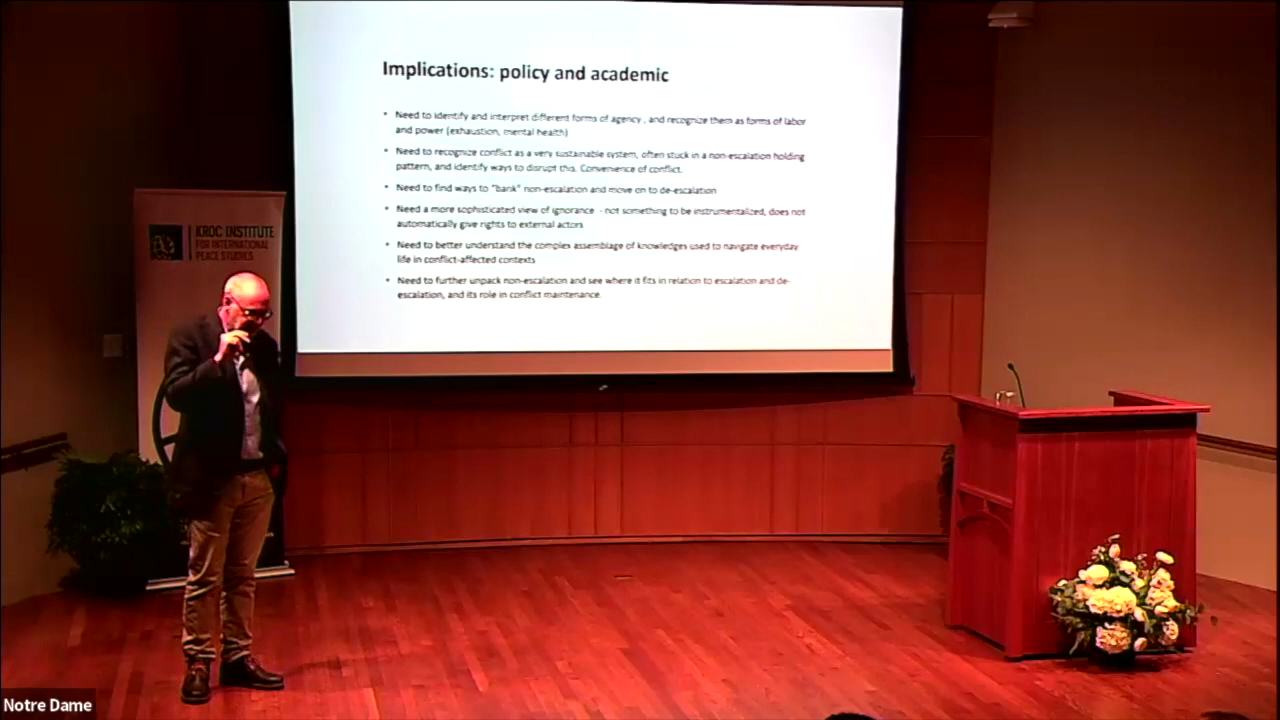 Implications: policy and academic
• Need to identify and interpret different forms of agency , and recognize them as forms of labor
and power (exhaustion, mental health)
• Need to recognize conflict as a very sustainable system, often stuck in a non-escalation holding
pattern, and identify ways to disrupt this. Convenience of conflict.
• Need to find ways to "bank" non-escalation and move on to de-escalation
• Need a more sophisticated view of ignorance - not something to be instrumentalized, does not
automatically give rights to external actors
• Need to better understand the complex assemblage of knowledges used to navigate everyday
life in conflict-affected contexts
• Need to further unpack non-escalation and see where it fits in relation to escalation and de-
escalation, and its role in conflict maintenance.
KROC INSTITUTE
FOR INTERNATIONAL
PEACE STUDIES
Notre Dame